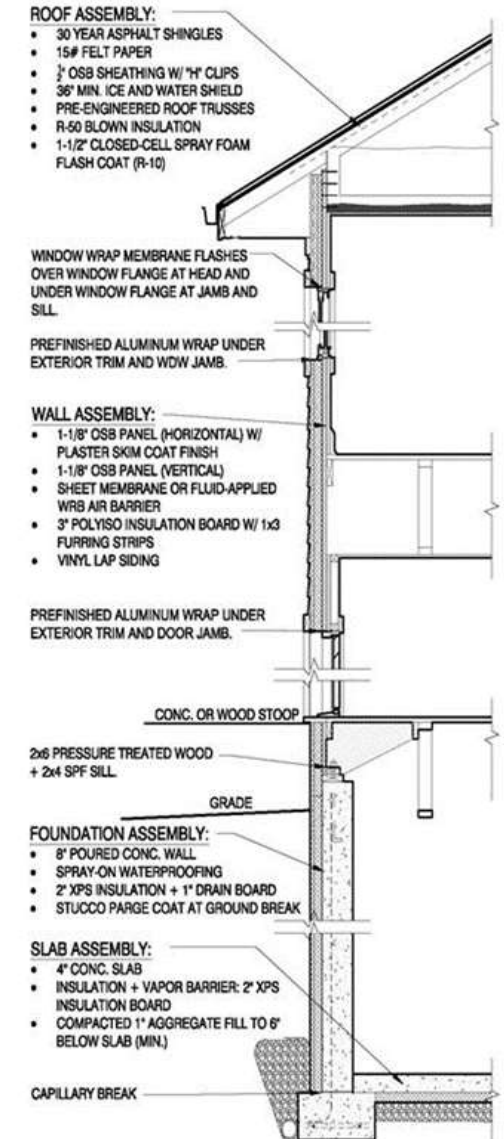 ROOF ASSEMBLY:
• 30 YEAR ASPHALT SHINGLES
• 15# FELT PAPER
• ½" OSB SHEATHING W/ "H" CLIPS
• 36" MIN. ICE AND WATER SHIELD
• PRE-ENGINEERED ROOF TRUSSES
• R-50 BLOWN INSULATION
• 1-1/2" CLOSED-CELL SPRAY FOAM
FLASH COAT (R-10)
WINDOW WRAP MEMBRANE FLASHES
OVER WINDOW FLANGE AT HEAD AND
UNDER WINDOW FLANGE AT JAMB AND
SILL.
PREFINISHED ALUMINUM WRAP UNDER
EXTERIOR TRIM AND WDW JAMB.
WALL ASSEMBLY:
• 1-1/8" OSB PANEL (HORIZONTAL) W/
PLASTER SKIM COAT FINISH
• 1-1/8" OSB PANEL (VERTICAL)
• SHEET MEMBRANE OR FLUID-APPLIED
WRB AIR BARRIER
• 3" POLYISO INSULATION BOARD W/ 1x3
FURRING STRIPS
• VINYL LAP SIDING
PREFINISHED ALUMINUM WRAP UNDER
EXTERIOR TRIM AND DOOR JAMB.
CONC. OR WOOD STOOP
2x6 PRESSURE TREATED WOOD
+ 2x4 SPF SILL.
GRADE
FOUNDATION ASSEMBLY:
• 8" POURED CONC. WALL
• SPRAY-ON WATERPROOFING
• 2" XPS INSULATION + 1" DRAIN BOARD
• STUCCO PARGE COAT AT GROUND BREAK
SLAB ASSEMBLY:
• 4" CONC. SLAB
• INSULATION + VAPOR BARRIER: 2" XPS
INSULATION BOARD
• COMPACTED 1" AGGREGATE FILL TO 6"
BELOW SLAB (MIN.)
CAPILLARY BREAK